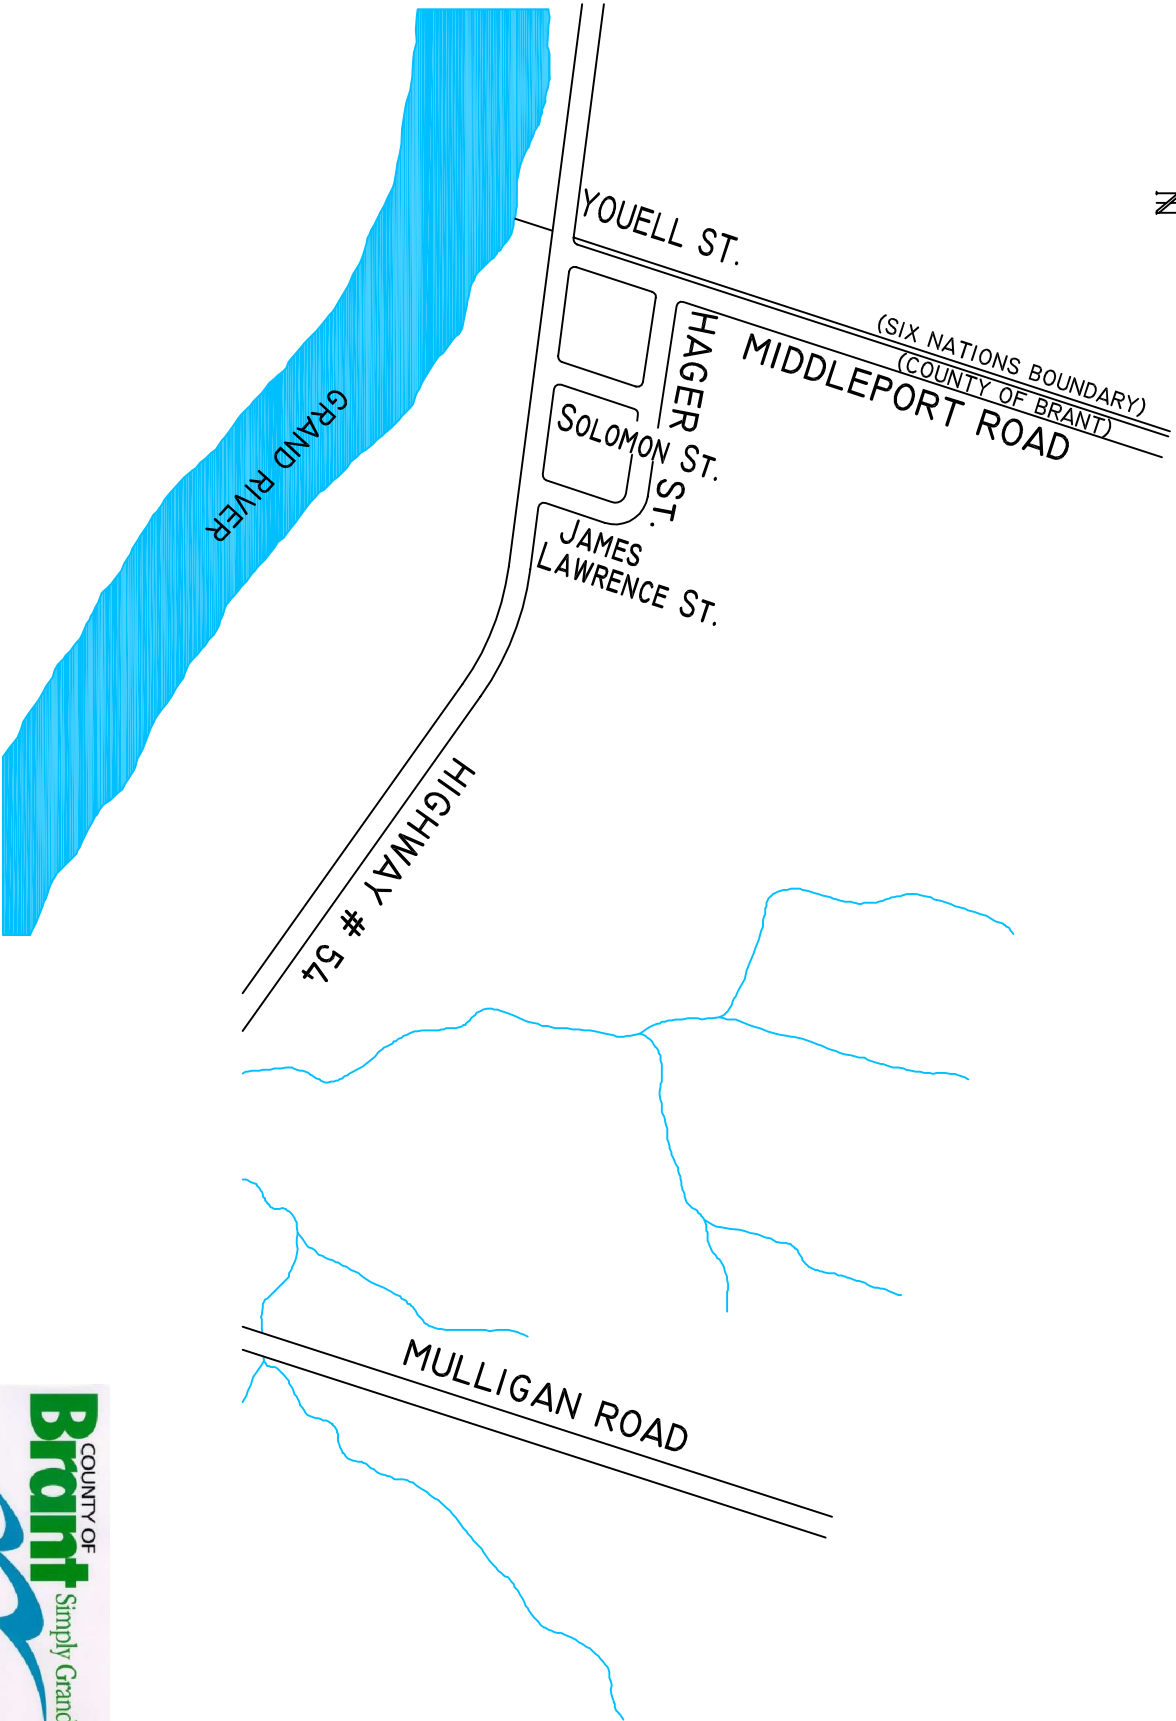 N
YOUELL ST.
(SIX NATIONS BOUNDARY)
(COUNTY OF BRANT)
MIDDLEPORT ROAD
HAGER ST.
SOLOMON ST.
JAMES
LAWRENCE ST.
GRAND RIVER
HIGHWAY # 54
MULLIGAN ROAD
COUNTY OF
Brant
Simply Grand